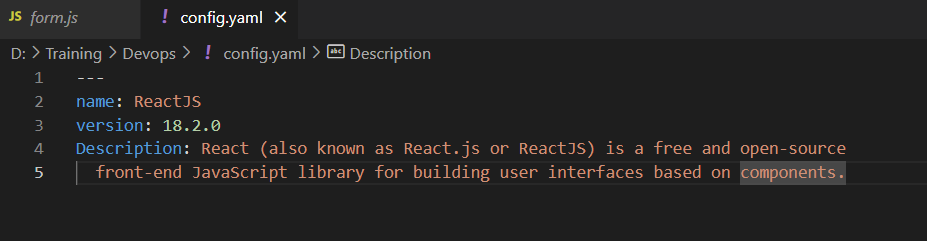 JS form.js ! config.yaml ×
D: > Training > Devops > ! config.yaml > abc Description
1 ---
2 name: ReactJS
3 version: 18.2.0
4 Description: React (also known as React.js or ReactJS) is a free and open-source
5 front-end JavaScript library for building user interfaces based on components.